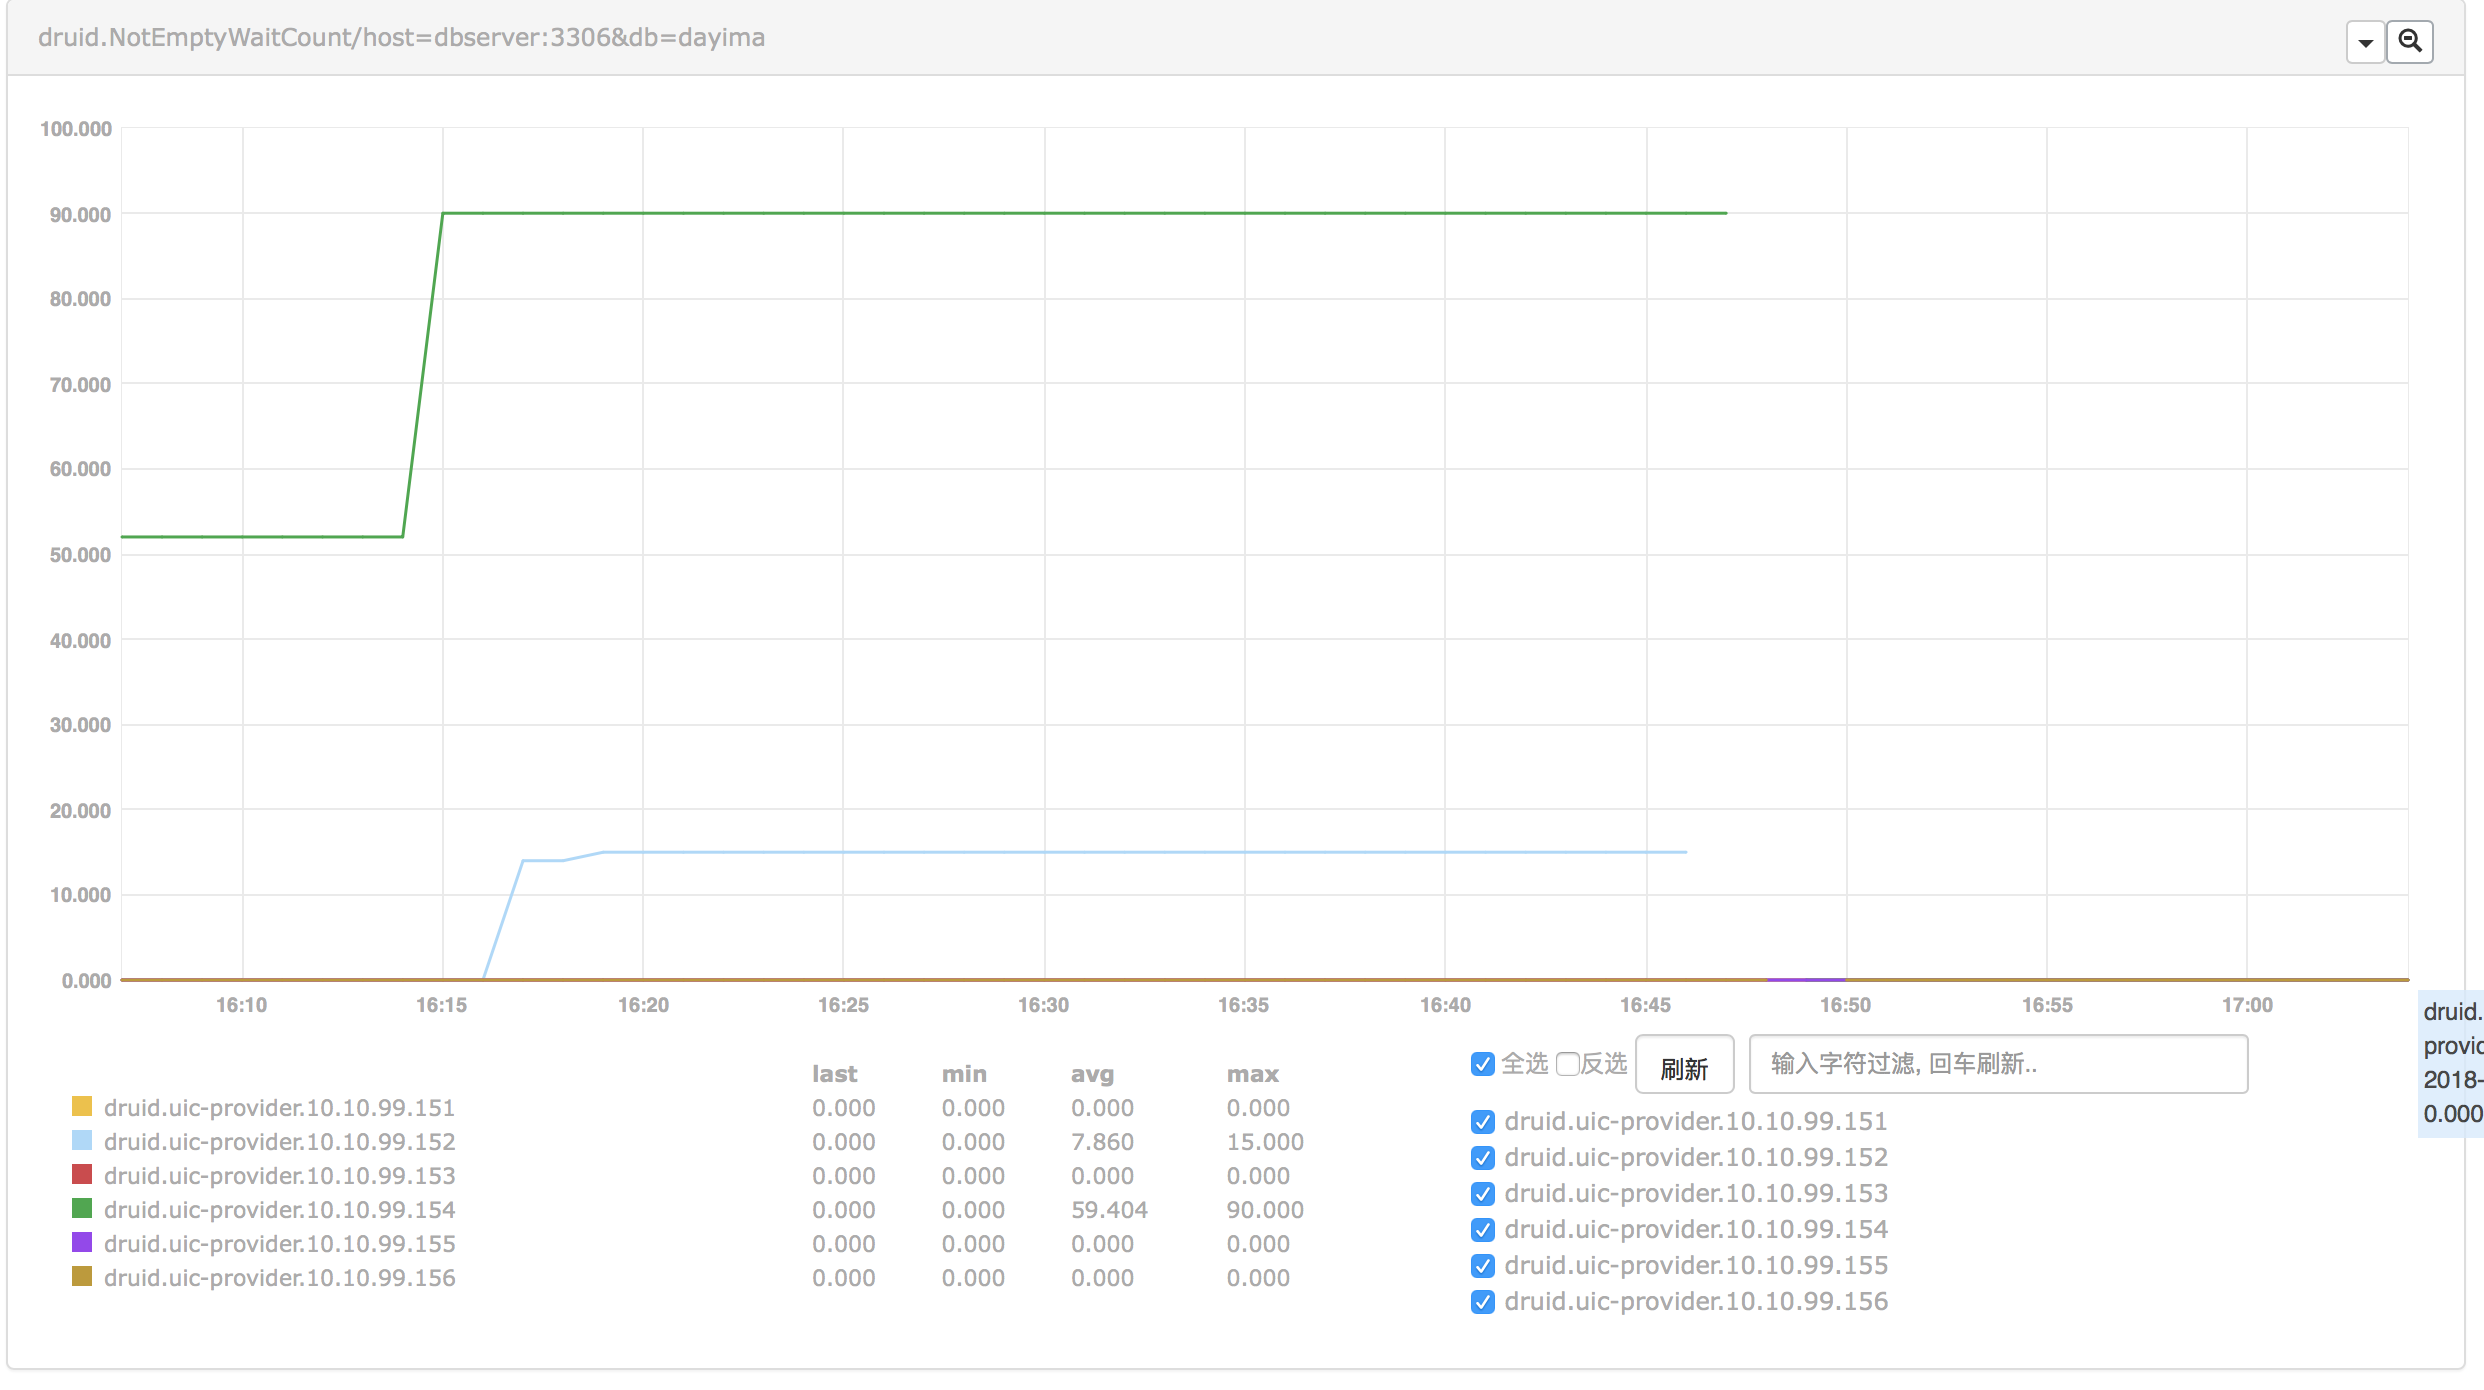 druid.NotEmptyWaitCount/host=dbserver:3306&db=dayima
100.000
90.000
80.000
70.000
60.000
50.000
40.000
30.000
20.000
10.000
0.000
16:10 16:15 16:20 16:25 16:30 16:35 16:40 16:45 16:50 16:55 17:00
last min avg max
druid.uic-provider.10.10.99.151 0.000 0.000 0.000 0.000
druid.uic-provider.10.10.99.152 0.000 0.000 7.860 15.000
druid.uic-provider.10.10.99.153 0.000 0.000 0.000 0.000
druid.uic-provider.10.10.99.154 0.000 0.000 59.404 90.000
druid.uic-provider.10.10.99.155 0.000 0.000 0.000 0.000
druid.uic-provider.10.10.99.156 0.000 0.000 0.000 0.000
全选 反选 刷新 输入字符过滤, 回车刷新..
druid.uic-provider.10.10.99.151
druid.uic-provider.10.10.99.152
druid.uic-provider.10.10.99.153
druid.uic-provider.10.10.99.154
druid.uic-provider.10.10.99.155
druid.uic-provider.10.10.99.156
druid.
provid
2018-
0.000